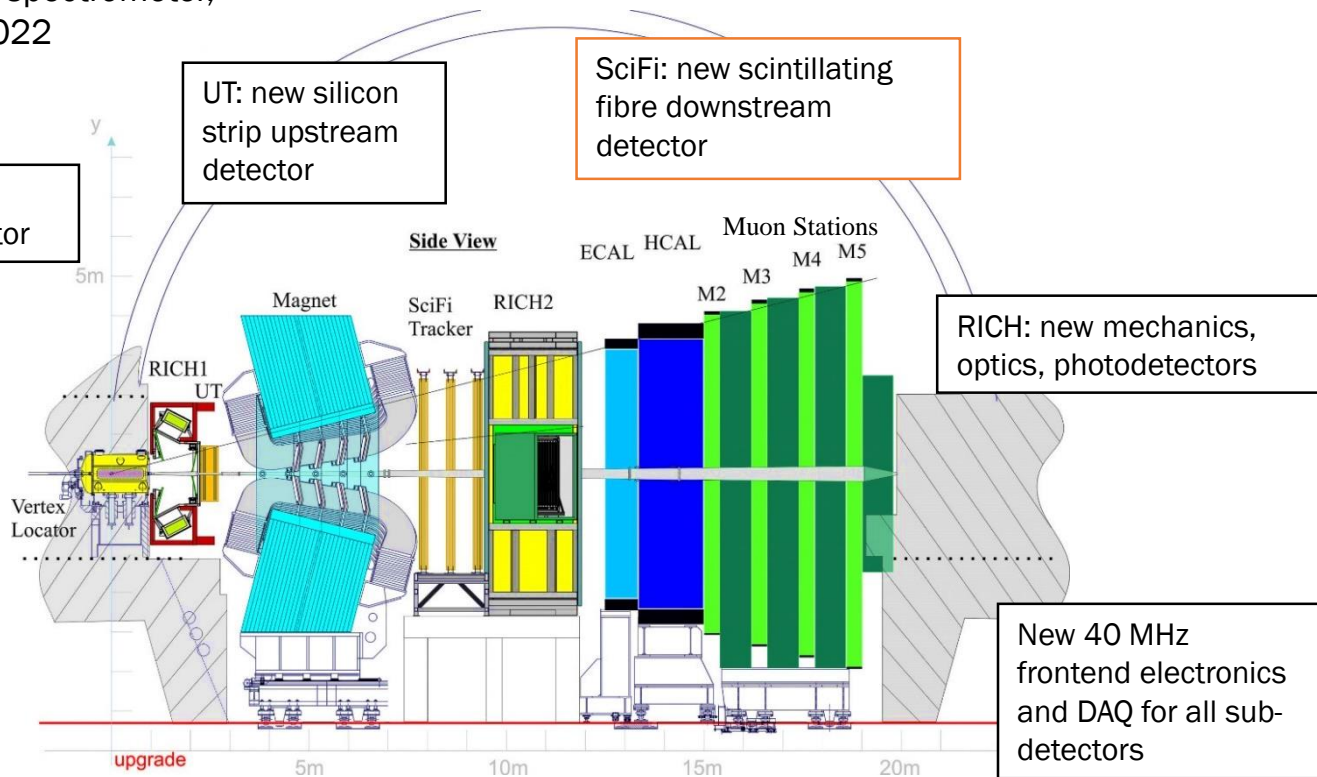 spectrometer,
022
UT: new silicon
strip upstream
detector
SciFi: new scintillating
fibre downstream
detector
tor
y
5m
Side View
Magnet
SciFi
Tracker
RICH2
ECAL
HCAL
Muon Stations
M2
M3
M4
M5
RICH: new mechanics,
optics, photodetectors
RICH1
UT
Vertex
Locator
New 40 MHz
frontend electronics
and DAQ for all sub-
detectors
upgrade
5m
10m
15m
20m